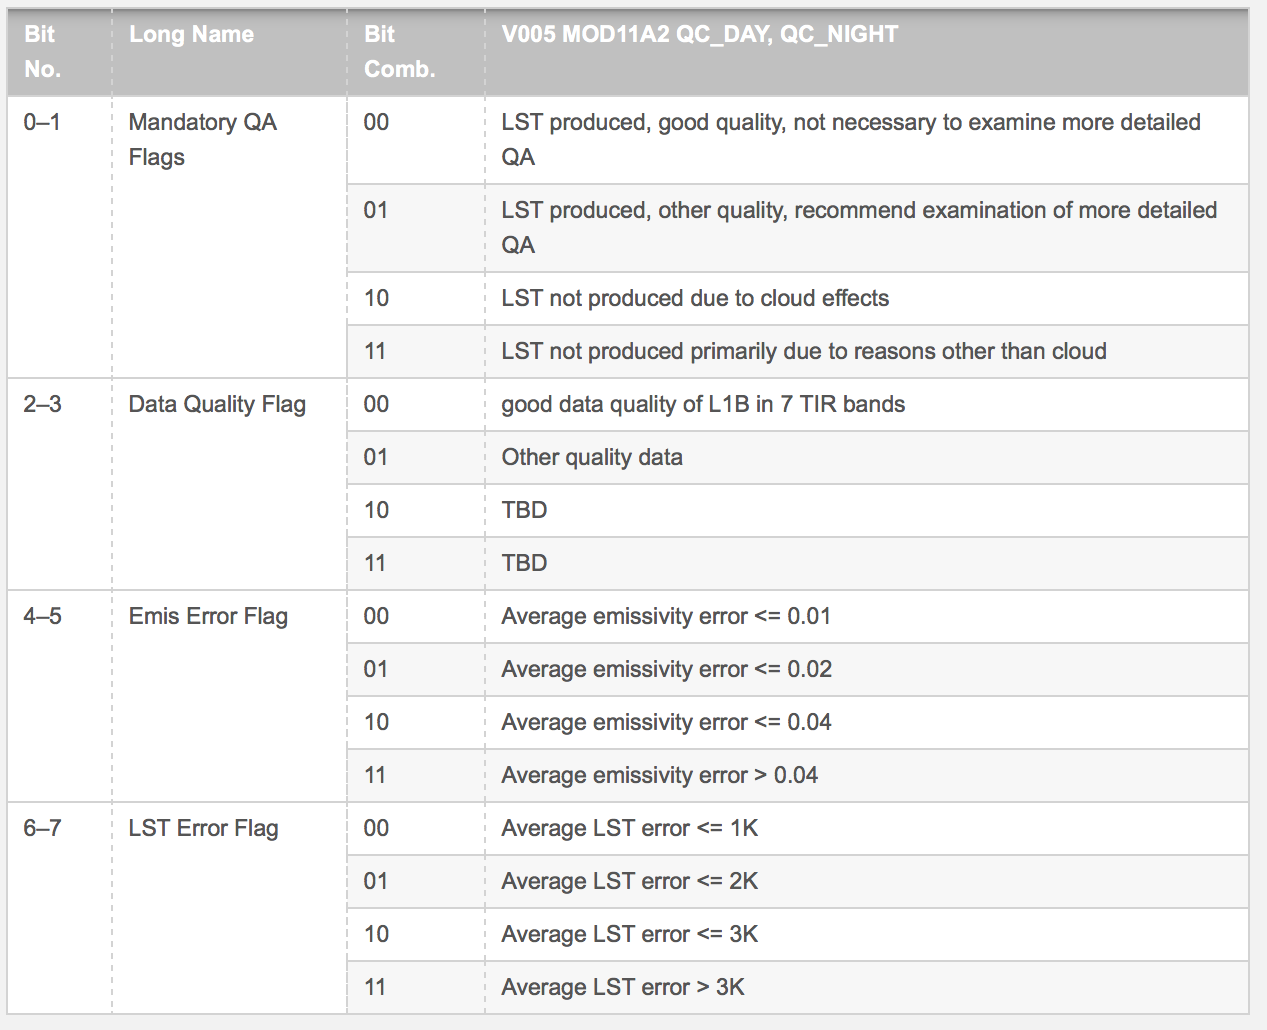 Bit No. Long Name Bit Comb. V005 MOD11A2 QC_DAY, QC_NIGHT
0–1 Mandatory QA Flags 00 LST produced, good quality, not necessary to examine more detailed QA
01 LST produced, other quality, recommend examination of more detailed QA
10 LST not produced due to cloud effects
11 LST not produced primarily due to reasons other than cloud
2–3 Data Quality Flag 00 good data quality of L1B in 7 TIR bands
01 Other quality data
10 TBD
11 TBD
4–5 Emis Error Flag 00 Average emissivity error <= 0.01
01 Average emissivity error <= 0.02
10 Average emissivity error <= 0.04
11 Average emissivity error > 0.04
6–7 LST Error Flag 00 Average LST error <= 1K
01 Average LST error <= 2K
10 Average LST error <= 3K
11 Average LST error > 3K